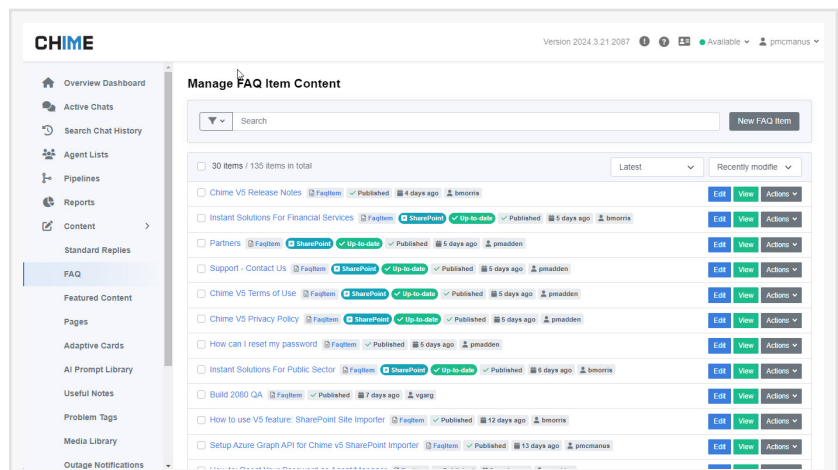 CHIME
Version 2024.3.21.2087 Available pmcmanus
Overview Dashboard
Active Chats
Search Chat History
Agent Lists
Pipelines
Reports
Content
Standard Replies
FAQ
Featured Content
Pages
Adaptive Cards
AI Prompt Library
Useful Notes
Problem Tags
Media Library
Outage Notifications
Manage FAQ Item Content
Search New FAQ Item
30 items / 135 items in total Latest Recently modifie
Chime V5 Release Notes FaqItem Published 4 days ago bmorris Edit View Actions
Instant Solutions For Financial Services FaqItem SharePoint Up-to-date Published 5 days ago bmorris Edit View Actions
Partners FaqItem SharePoint Up-to-date Published 5 days ago pmadden Edit View Actions
Support - Contact Us FaqItem SharePoint Up-to-date Published 5 days ago pmadden Edit View Actions
Chime V5 Terms of Use FaqItem SharePoint Up-to-date Published 5 days ago pmadden Edit View Actions
Chime V5 Privacy Policy FaqItem SharePoint Up-to-date Published 5 days ago pmadden Edit View Actions
How can I reset my password FaqItem Published 5 days ago pmadden Edit View Actions
Instant Solutions For Public Sector FaqItem SharePoint Up-to-date Published 6 days ago bmorris Edit View Actions
Build 2080 QA FaqItem Published 7 days ago vgarg Edit View Actions
How to use V5 feature: SharePoint Site Importer FaqItem Published 12 days ago bmorris Edit View Actions
Setup Azure Graph API for Chime v5 SharePoint Importer FaqItem Published 13 days ago pmcmanus Edit View Actions